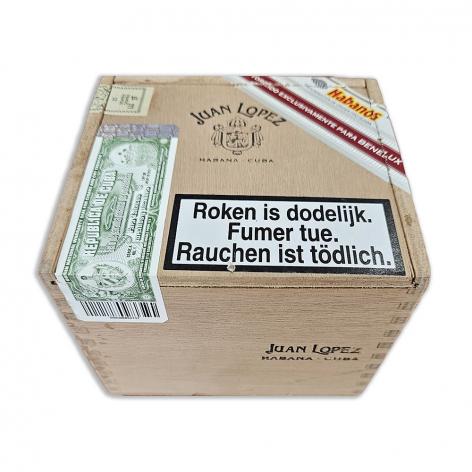 JUAN LOPEZ
HABANA · CUBA
Habanos
EXCLUSIVAMENTE PARA BENELUX
REPUBLICA DE CUBA
Roken is dodelijk.
Fumer tue.
Rauchen ist tödlich.
JUAN LOPEZ
HABANA · CUBA